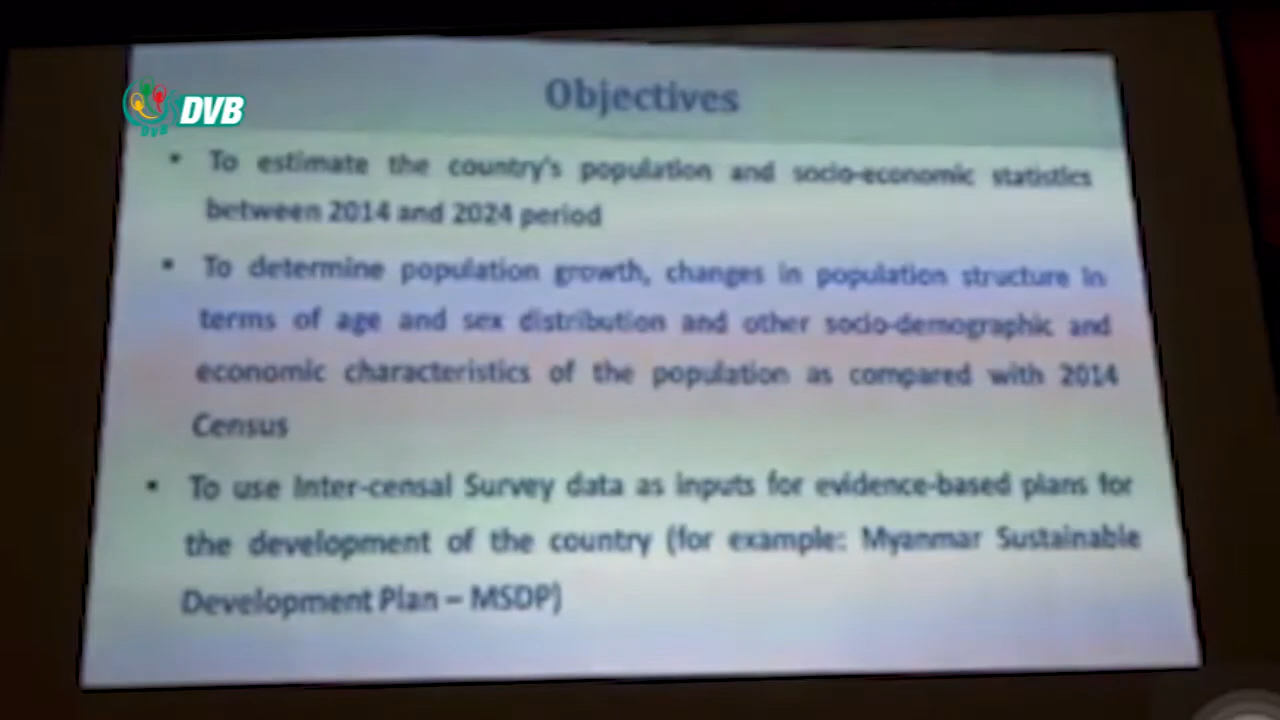 DVB
DVB
Objectives
• To estimate the country's population and socio-economic statistics
between 2014 and 2024 period
• To determine population growth, changes in population structure in
terms of age and sex distribution and other socio-demographic and
economic characteristics of the population as compared with 2014
Census
• To use Inter-censal Survey data as inputs for evidence-based plans for
the development of the country (for example: Myanmar Sustainable
Development Plan – MSDP)